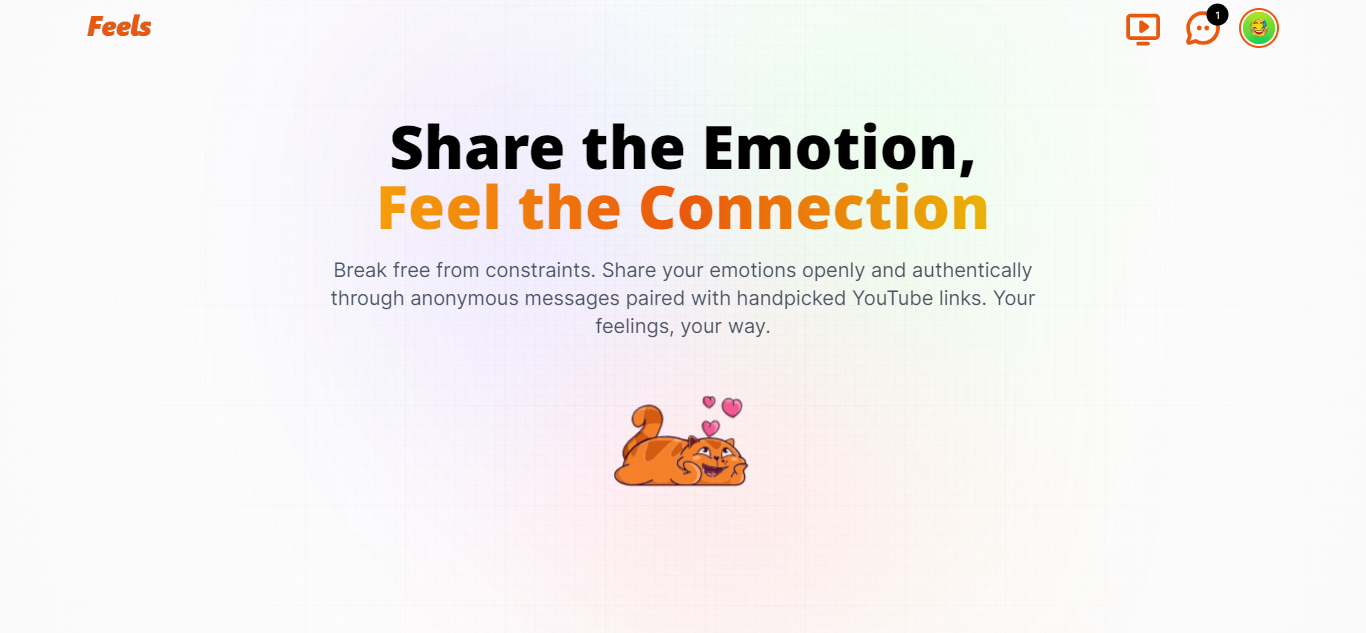 Feels
1
Share the Emotion,
Feel the Connection
Break free from constraints. Share your emotions openly and authentically
through anonymous messages paired with handpicked YouTube links. Your
feelings, your way.